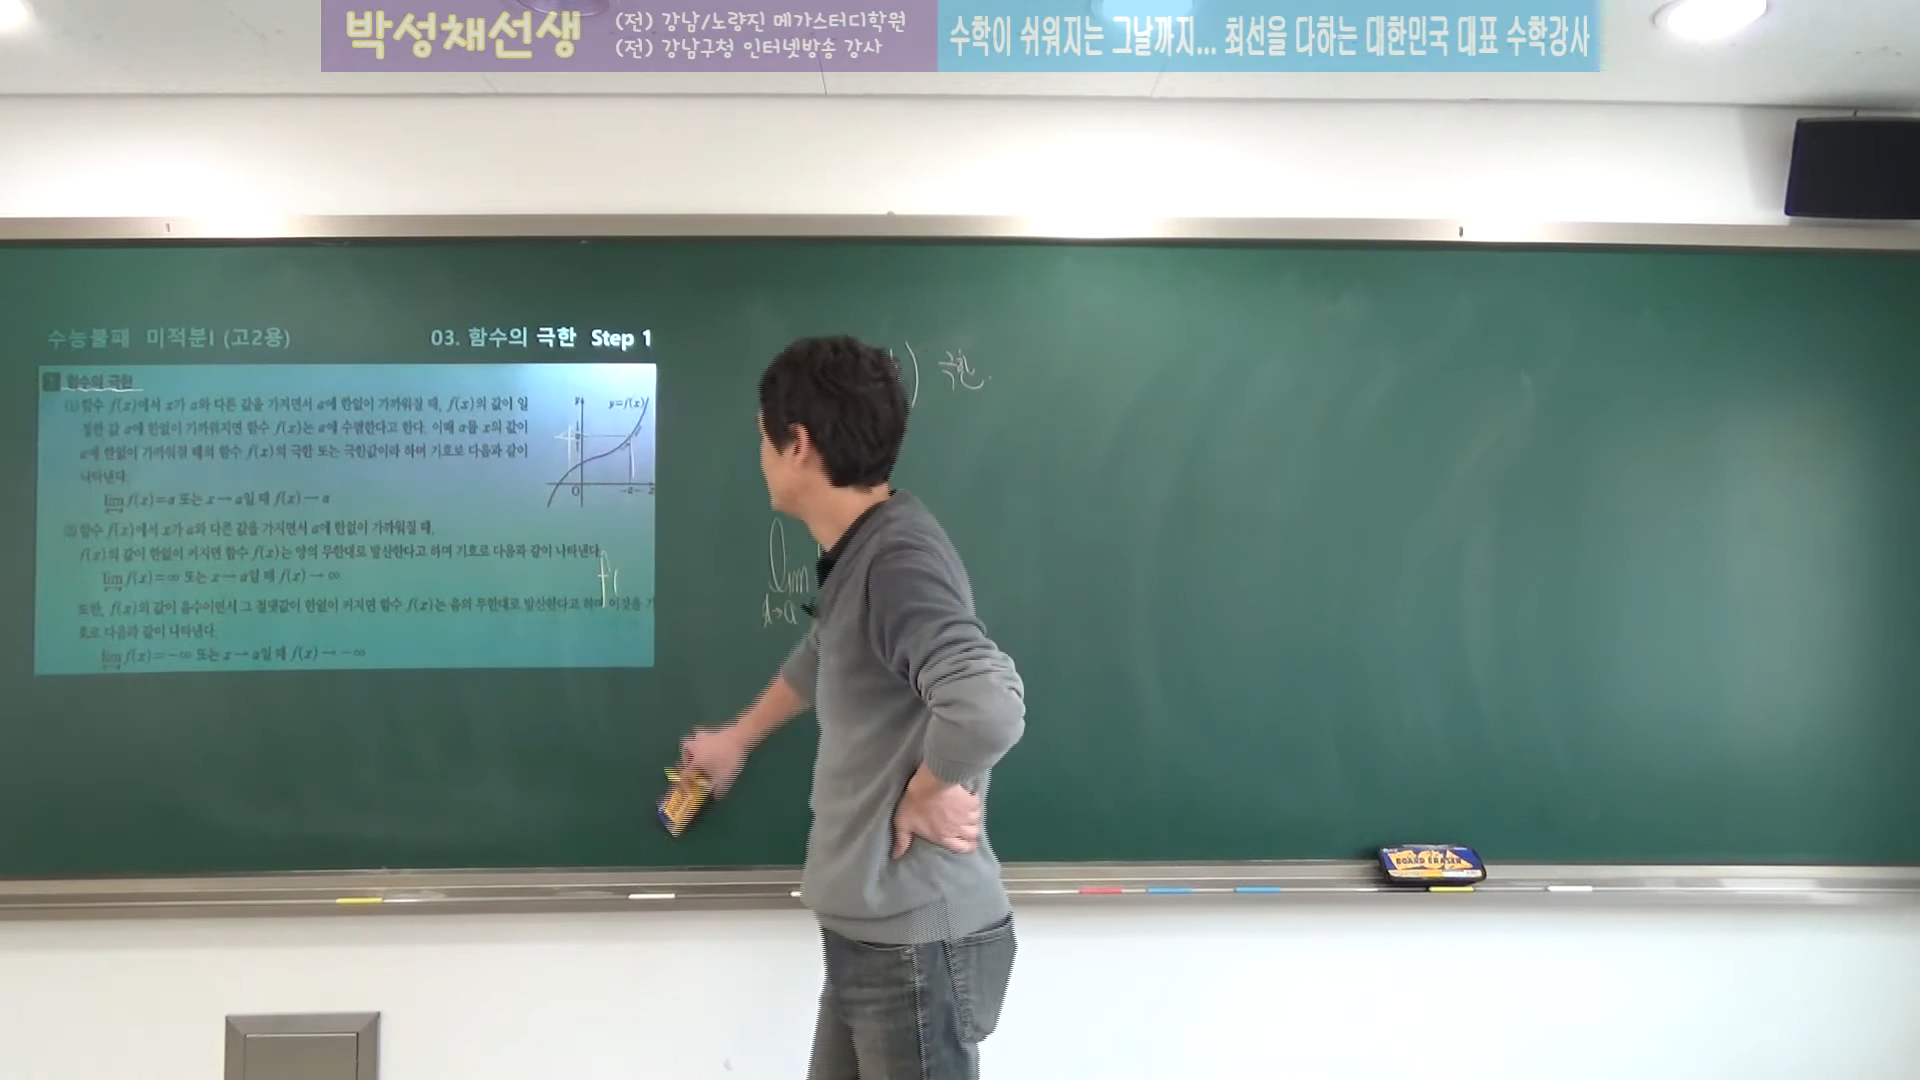 박성채선생
(전) 강남/노량진 메가스터디학원
(전) 강남구청 인터넷방송 강사
수학이 쉬워지는 그날까지... 최선을 다하는 대한민국 대표 수학강사
수능불패 미적분I (고2용)
03. 함수의 극한 Step 1
1 함수의 극한
(1) 함수 f(x)에서 x가 a와 다른 값을 가지면서 a에 한없이 가까워질 때, f(x)의 값이 일
정한 값 α에 한없이 가까워지면 함수 f(x)는 α에 수렴한다고 한다. 이때 α를 x의 값이
a에 한없이 가까워질 때의 함수 f(x)의 극한 또는 극한값이라 하며 기호로 다음과 같이
나타낸다.
lim f(x)=α 또는 x→a일 때 f(x)→α
y=f(x)
O
(2) 함수 f(x)에서 x가 a와 다른 값을 가지면서 a에 한없이 가까워질 때,
f(x)의 값이 한없이 커지면 함수 f(x)는 양의 무한대로 발산한다고 하며 기호로 다음과 같이 나타낸다.
lim f(x)=∞ 또는 x→a일 때 f(x)→∞
또한, f(x)의 값이 음수이면서 그 절댓값이 한없이 커지면 함수 f(x)는 음의 무한대로 발산한다고 하며 이것을 기
호로 다음과 같이 나타낸다.
lim f(x)=-∞ 또는 x→a일 때 f(x)→-∞
) 극한.
lim
x→a
BOARD ERASER